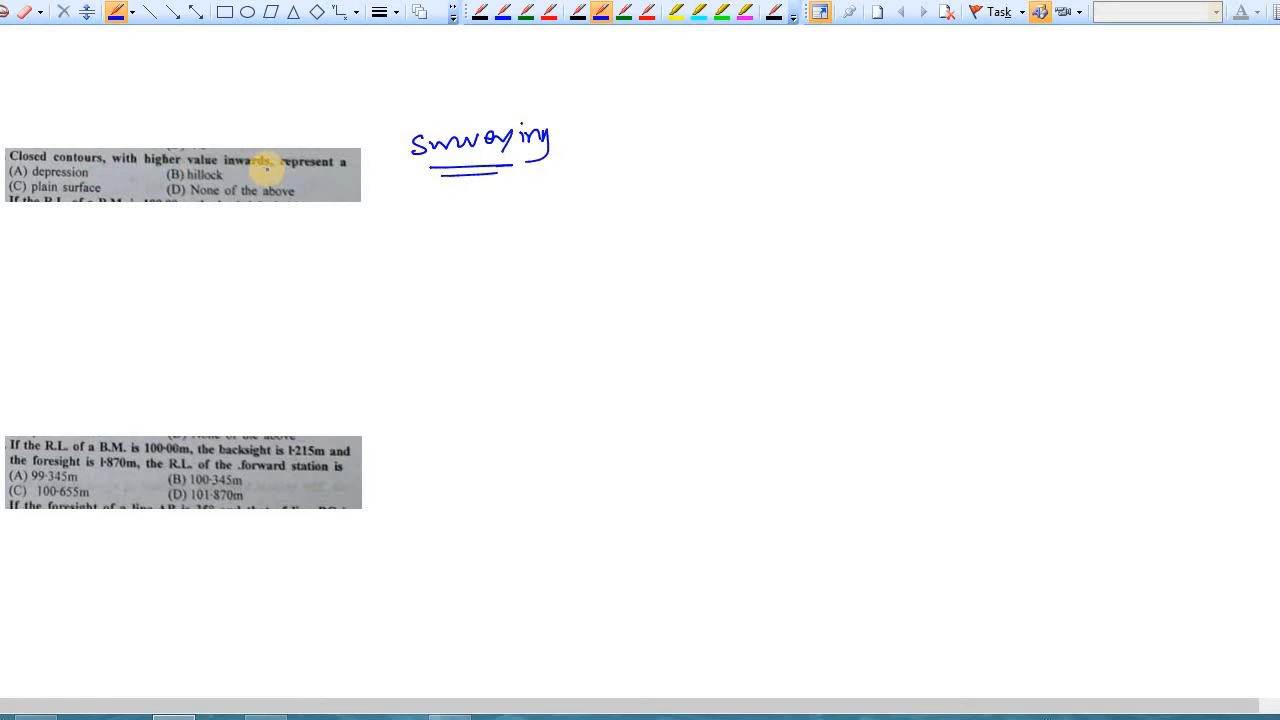 Task
surveying
Closed contours, with higher value inwards, represent a
(A) depression (B) hillock
(C) plain surface (D) None of the above
If the R.L. of a B.M. is 100·00m, the backsight is 1·215m and
the foresight is 1·870m, the R.L. of the .forward station is
(A) 99·345m (B) 100·345m
(C) 100·655m (D) 101·870m